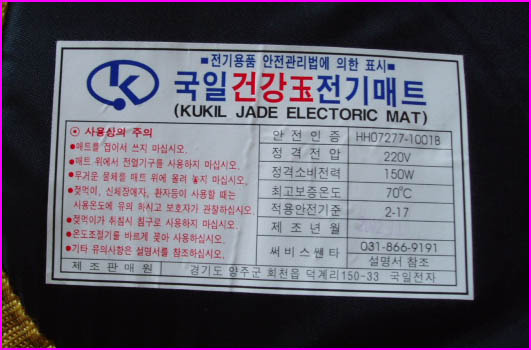 ■전기용품 안전관리법에 의한 표시■
국일건강玉전기매트
(KUKIL JADE ELECTORIC MAT)
⊙ 사용상의 주의
●매트를 접어서 쓰지 마십시오.
●매트 위에서 전열기구를 사용하지 마십시오.
●무거운 물체를 매트 위에 올려 놓지 마십시오.
●젖먹이, 신체장애자, 환자등이 사용할 때는
사용온도에 유의 하시고 보호자가 관찰하십시오.
●젖먹이가 취침시 침구로 사용하지 마십시오.
●온도조절기를 바르게 꽂아 사용하십시오.
●기타 유의사항은 설명서를 참조하십시오.
안전인증 HH07277-1001B
정격전압 220V
정격소비전력 150W
최고보증온도 70℃
적용안전기준 2-17
제조년월
써비스쎈타 031-866-9191
설명서 참조
제조판매원 경기도 양주군 회천읍 덕계리150-33 국일전자